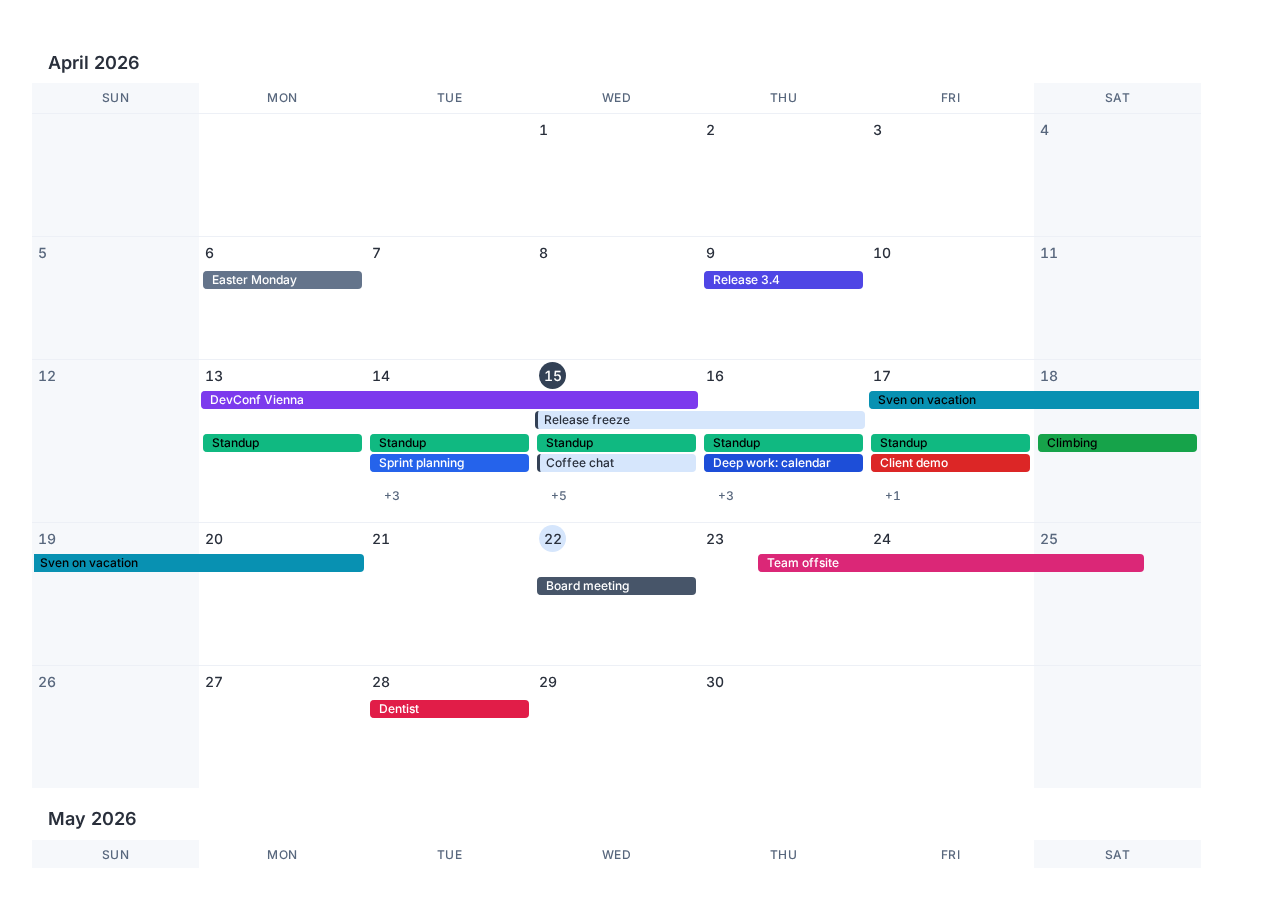 April 2026
SUN MON TUE WED THU FRI SAT
1 2 3 4
5 6 7 8 9 10 11
Easter Monday Release 3.4
12 13 14 15 16 17 18
DevConf Vienna Sven on vacation
Release freeze
Standup Standup Standup Standup Standup Climbing
Sprint planning Coffee chat Deep work: calendar Client demo
+3 +5 +3 +1
19 20 21 22 23 24 25
Sven on vacation Team offsite
Board meeting
26 27 28 29 30
Dentist
May 2026
SUN MON TUE WED THU FRI SAT